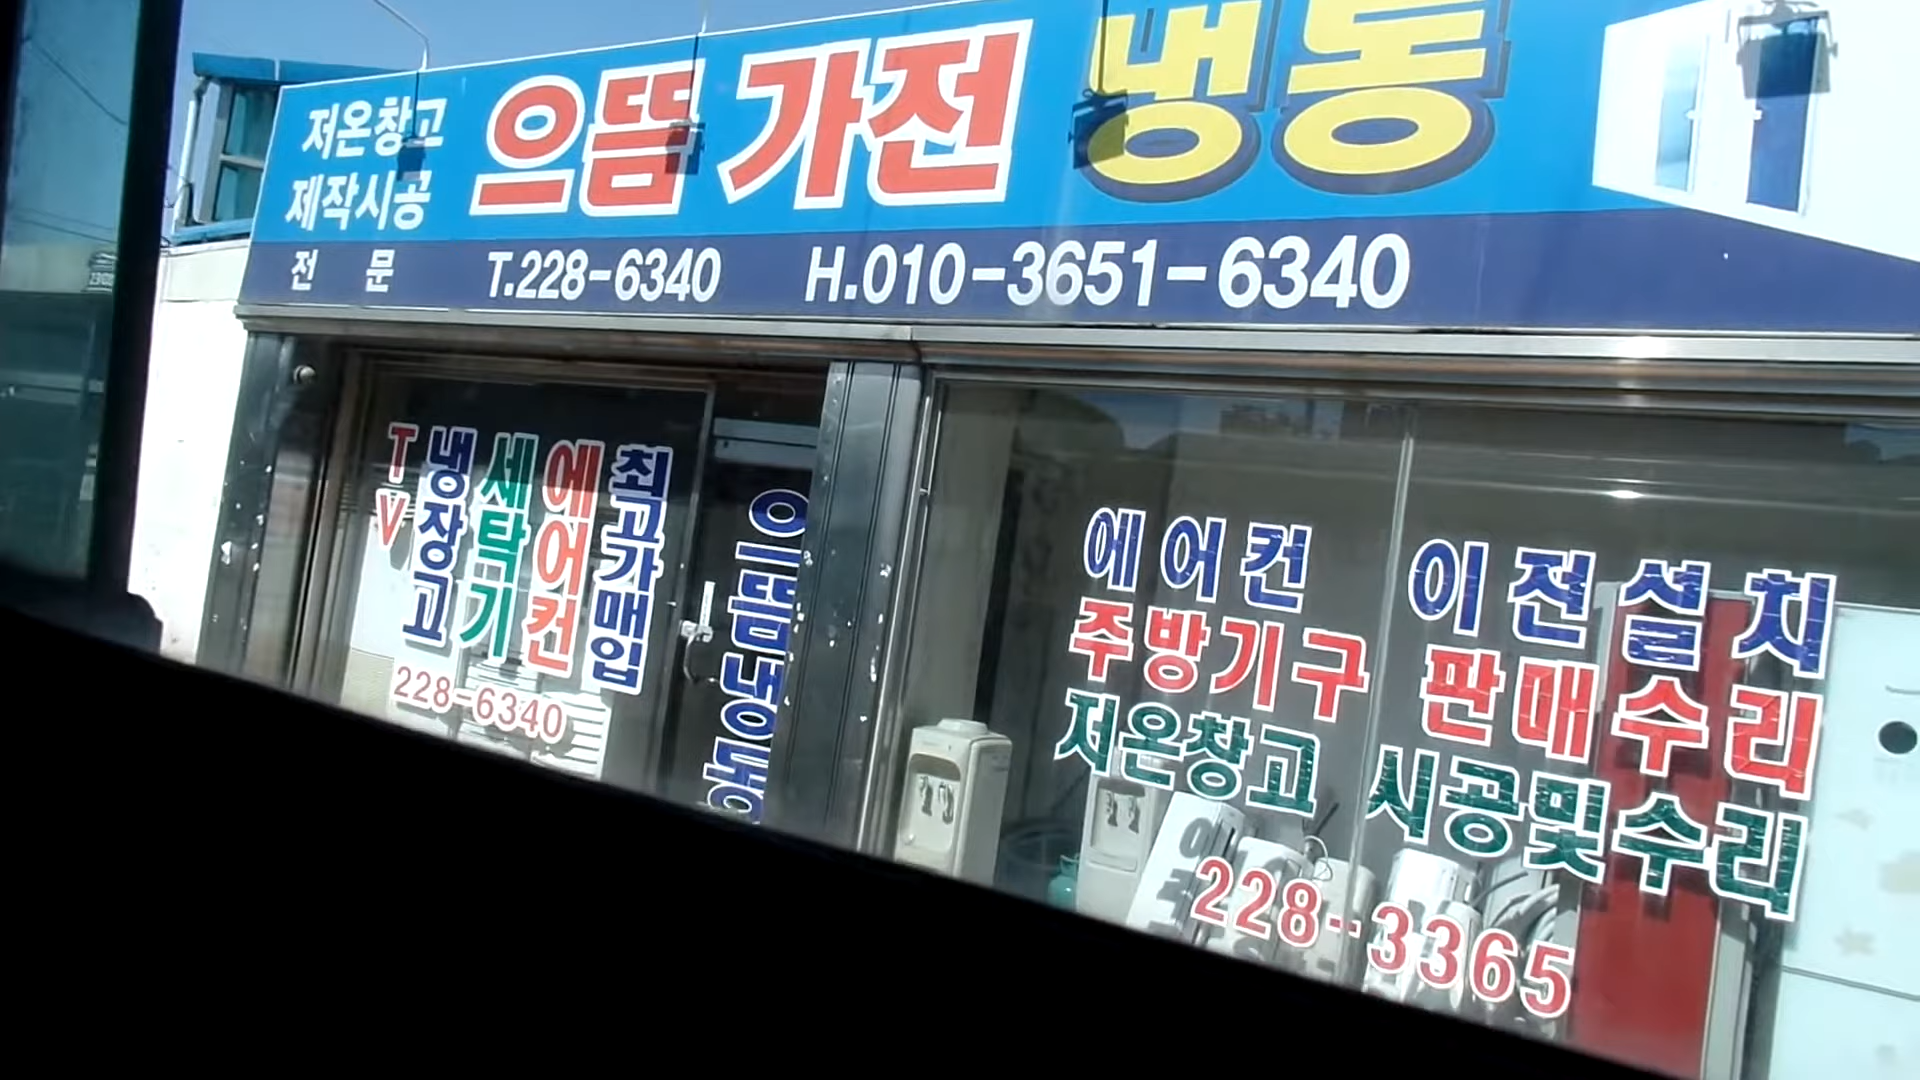 저온창고
제작시공
전 문
으뜸 가전 냉동
T.228-6340 H.010-3651-6340
TV
냉장고
세탁기
에어컨
최고가매입
228-6340
으뜸냉동
에어컨 이전설치
주방기구 판매수리
저온창고 시공및수리
228-3365